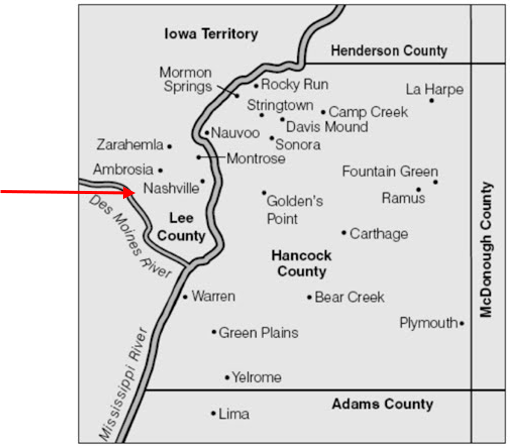 Iowa Territory
Henderson County
Mormon
Springs
Rocky Run
La Harpe
Stringtown
Camp Creek
Davis Mound
Nauvoo
Sonora
Zarahemla
Montrose
Ambrosia
Fountain Green
Nashville
Ramus
Golden's
Point
Des Moines River
Lee
County
Carthage
Hancock
County
McDonough County
Warren
Bear Creek
Plymouth
Green Plains
Mississippi River
Yelrome
Adams County
Lima